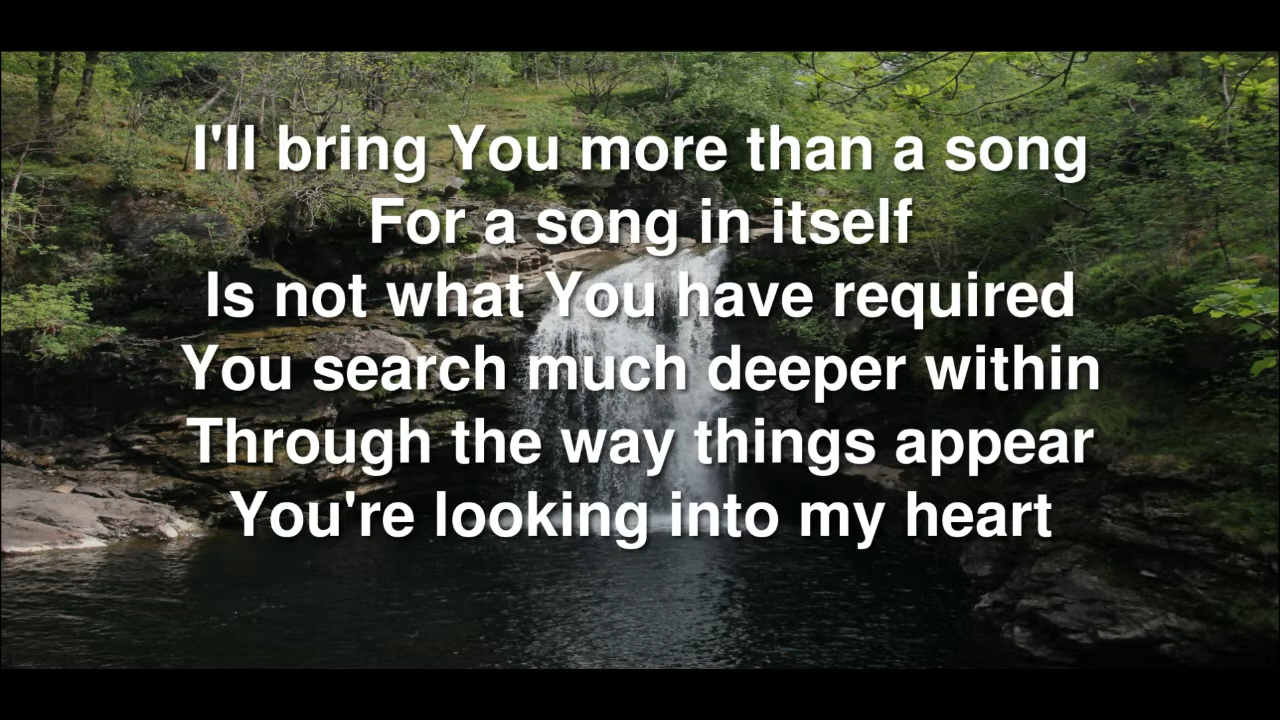 I'll bring You more than a song
For a song in itself
Is not what You have required
You search much deeper within
Through the way things appear
You're looking into my heart